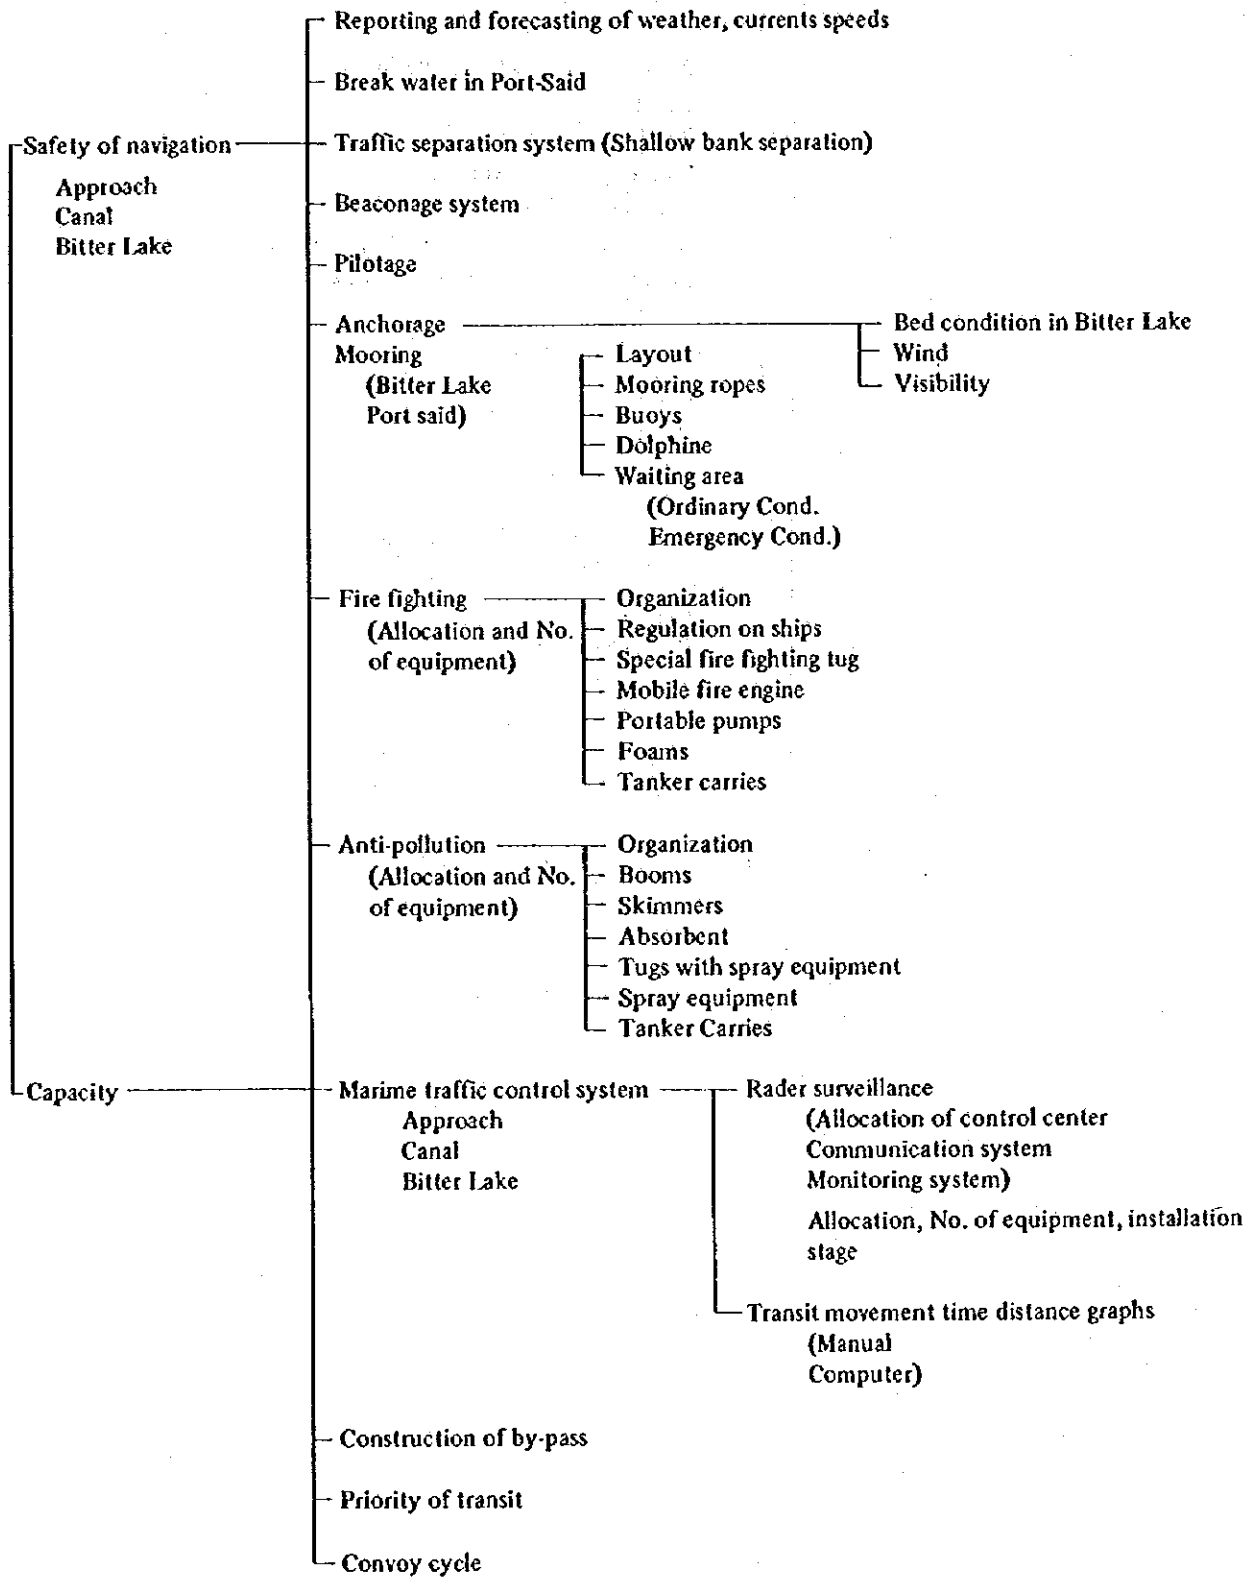 Reporting and forecasting of weather, currents speeds
Break water in Port-Said
Safety of navigation
Traffic separation system (Shallow bank separation)
Approach
Canal
Bitter Lake
Beaconage system
Pilotage
Anchorage
Bed condition in Bitter Lake
Wind
Visibility
Mooring
(Bitter Lake
Port said)
Layout
Mooring ropes
Buoys
Dolphine
Waiting area
(Ordinary Cond.
Emergency Cond.)
Fire fighting
(Allocation and No.
of equipment)
Organization
Regulation on ships
Special fire fighting tug
Mobile fire engine
Portable pumps
Foams
Tanker carries
Anti-pollution
(Allocation and No.
of equipment)
Organization
Booms
Skimmers
Absorbent
Tugs with spray equipment
Spray equipment
Tanker Carries
Capacity
Marime traffic control system
Approach
Canal
Bitter Lake
Rader surveillance
(Allocation of control center
Communication system
Monitoring system)
Allocation, No. of equipment, installation
stage
Transit movement time distance graphs
(Manual
Computer)
Construction of by-pass
Priority of transit
Convoy cycle